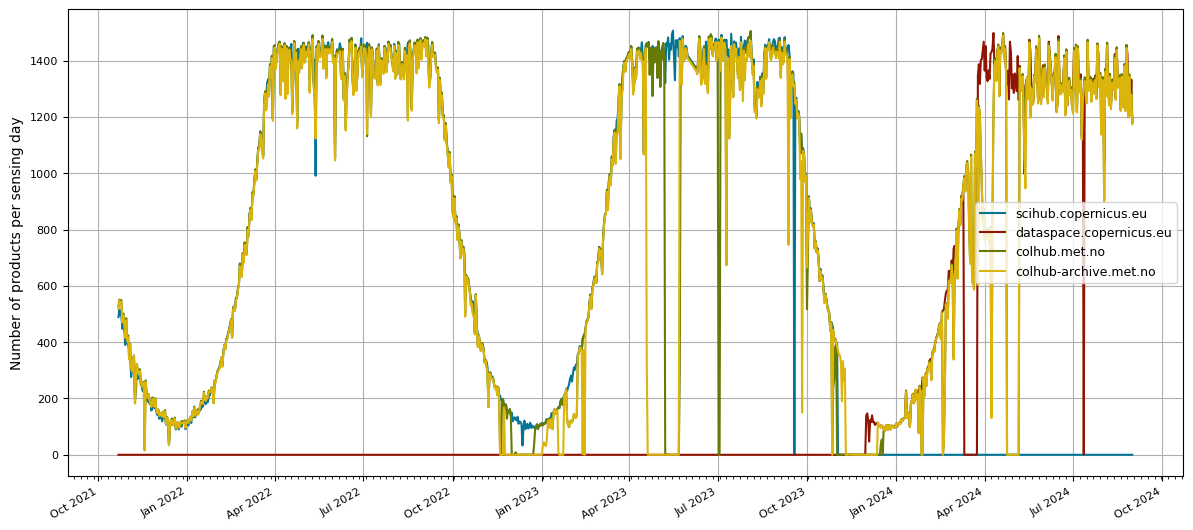 Number of products per sensing day
1400
1200
1000
800
600
400
200
0
scihub.copernicus.eu
dataspace.copernicus.eu
colhub.met.no
colhub-archive.met.no
Oct 2021
Jan 2022
Apr 2022
Jul 2022
Oct 2022
Jan 2023
Apr 2023
Jul 2023
Oct 2023
Jan 2024
Apr 2024
Jul 2024
Oct 2024